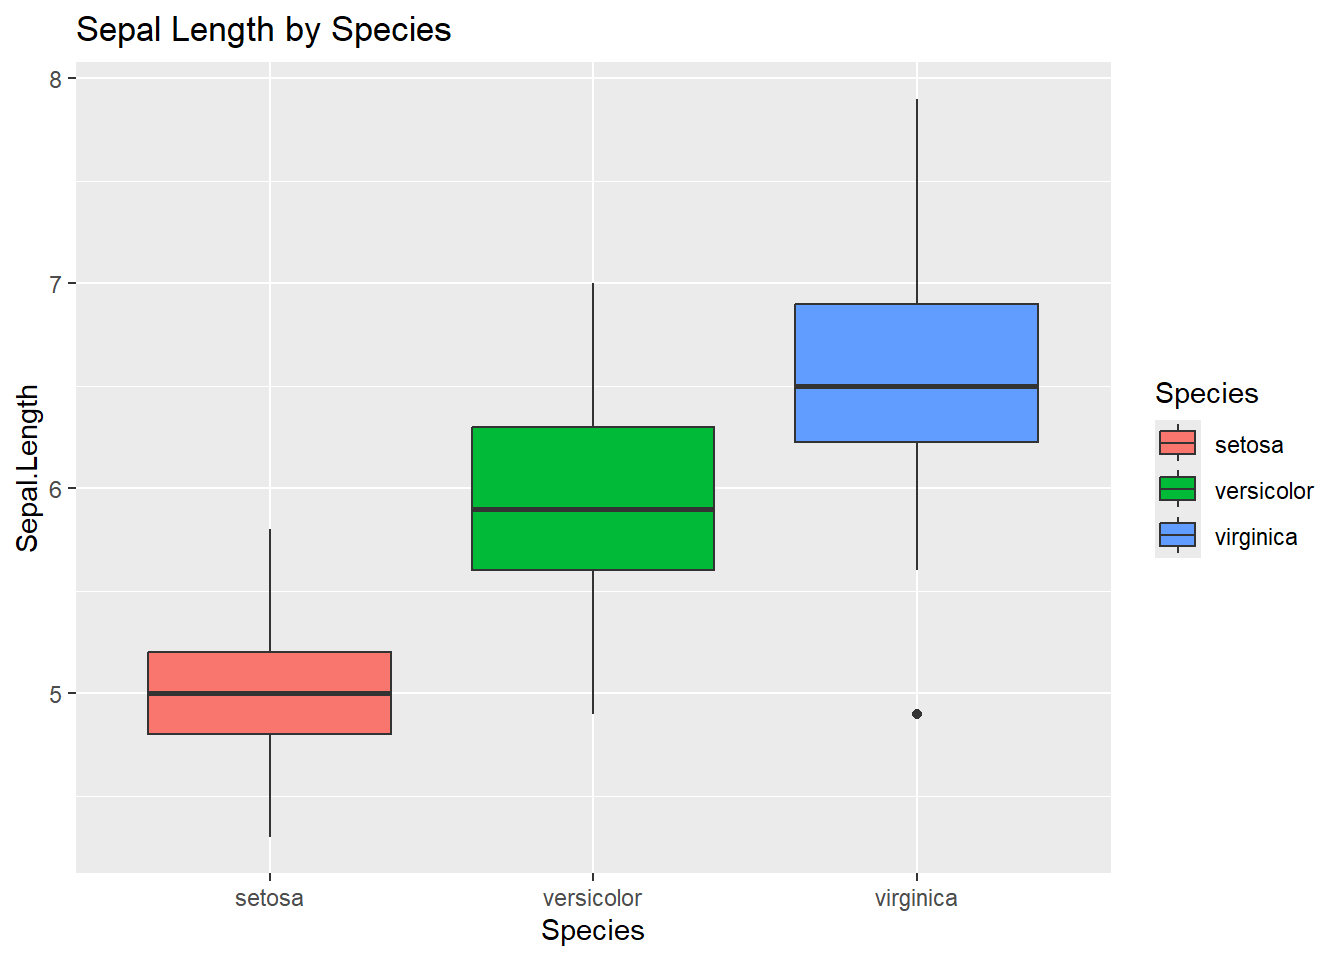 Sepal Length by Species
8
7
6
5
Sepal.Length
setosa
versicolor
virginica
Species
Species
setosa
versicolor
virginica